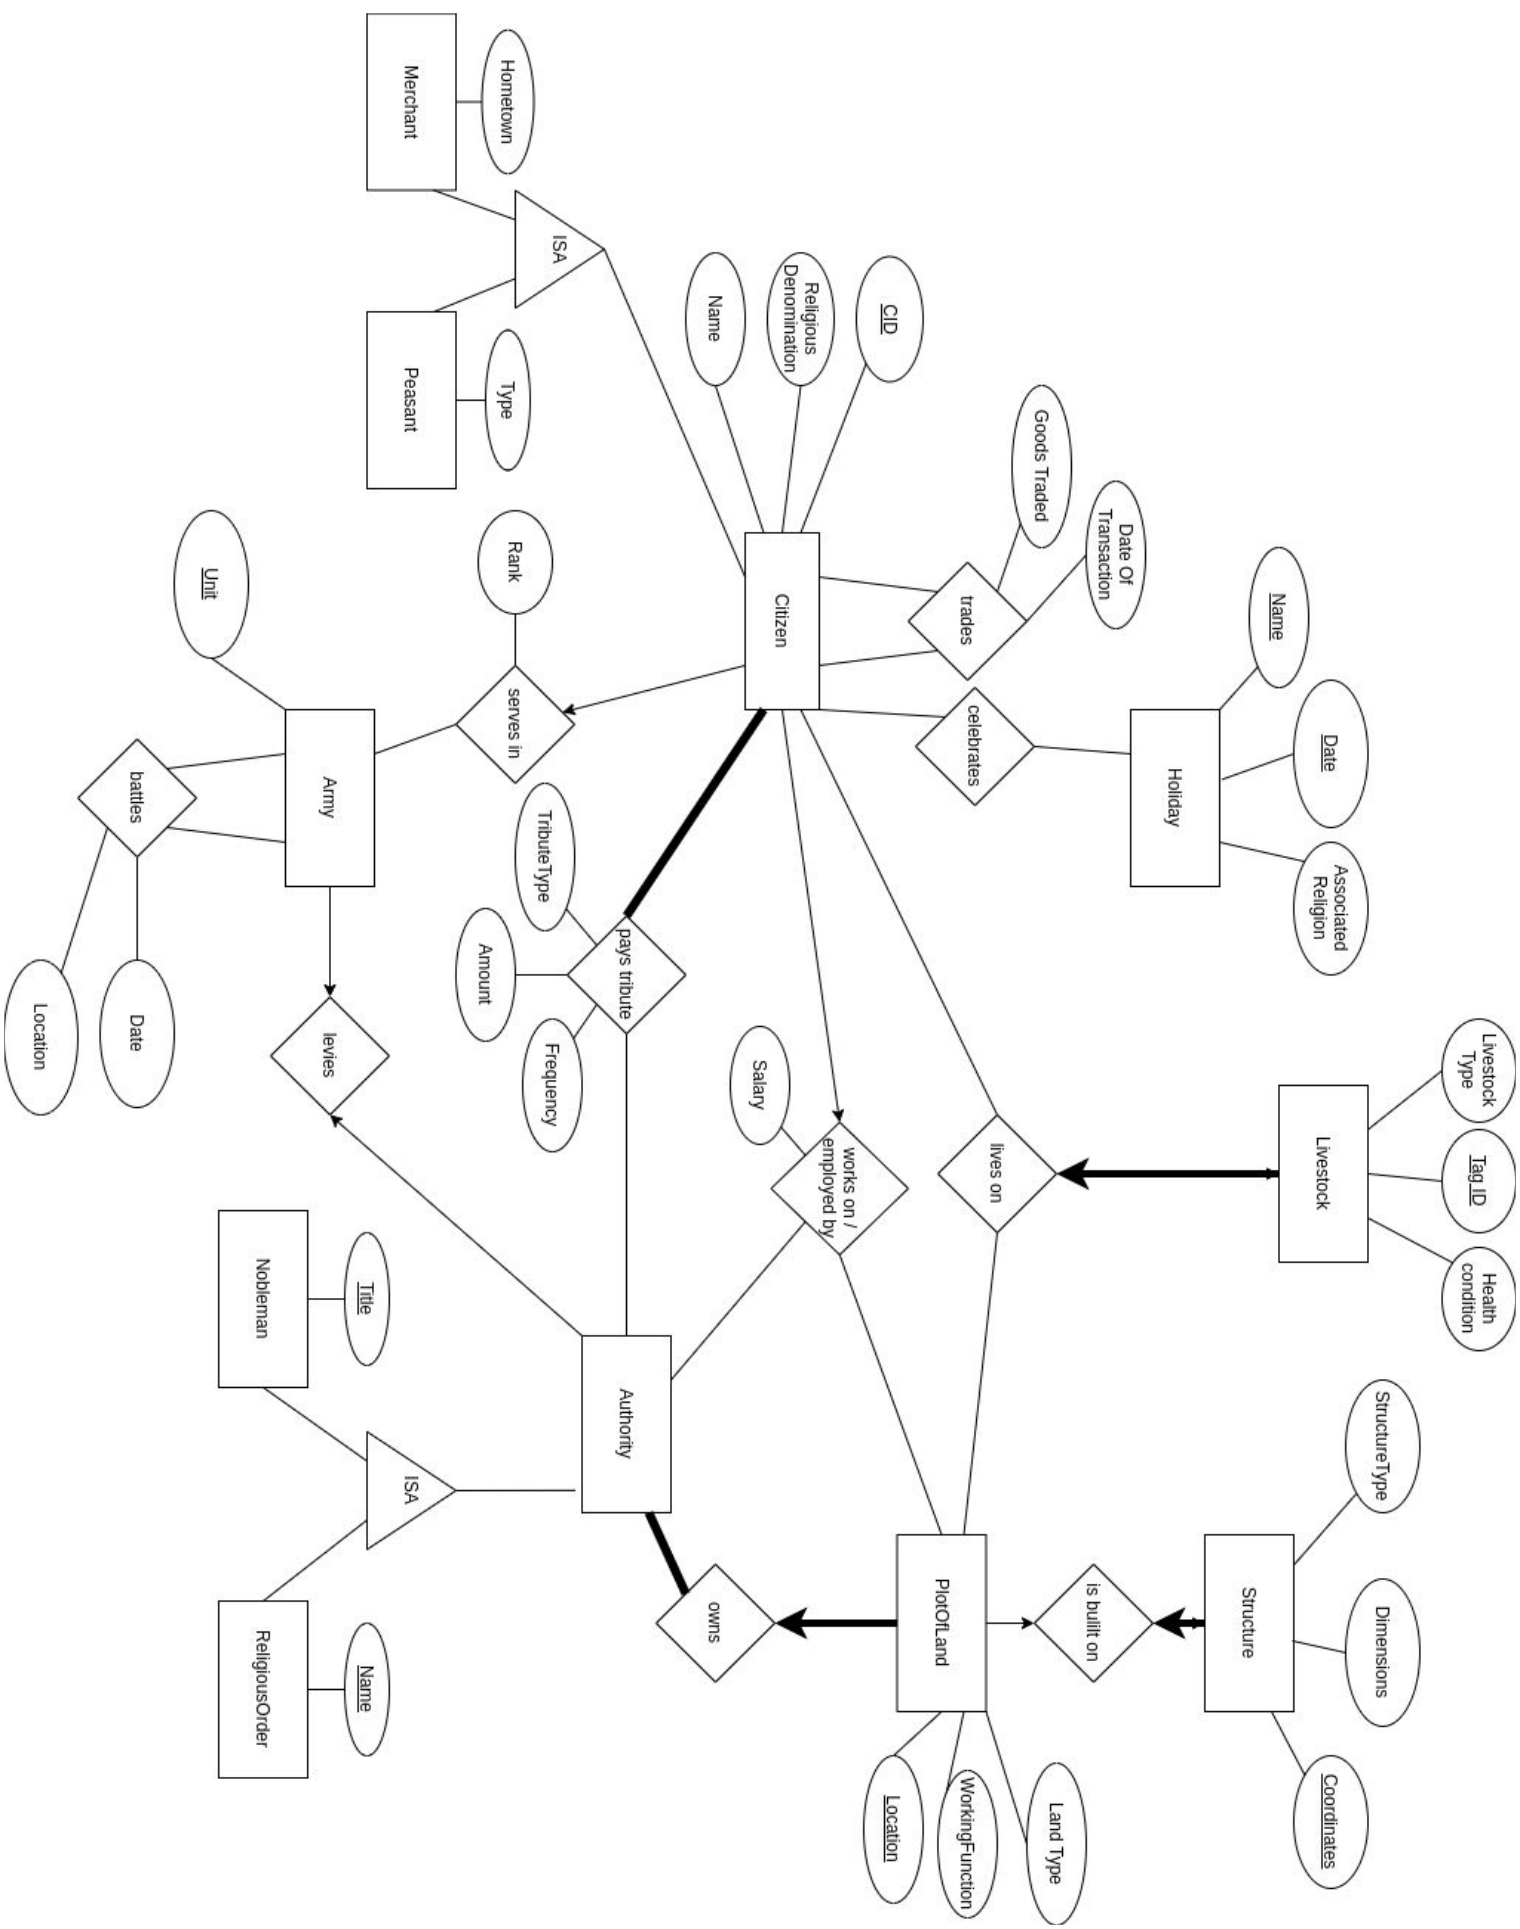 Livestock
Type
Tag ID
Health
condition
StructureType
Dimensions
Name
Date
Associated
Religion
Livestock
Coordinates
Structure
Holiday
Date Of
Transaction
Goods Traded
is bulilt on
Land Type
trades
celebrates
lives on
WorkingFunction
PlotOfLand
CID
Location
Religious
Denomination
works on /
employed by
Citizen
Salary
Name
owns
pays tribute
Authority
ISA
TributeType
Frequency
Hometown
Type
Rank
serves in
Amount
Merchant
Peasant
ISA
Title
Name
Army
levies
Nobleman
ReligiousOrder
Unit
battles
Date
Location